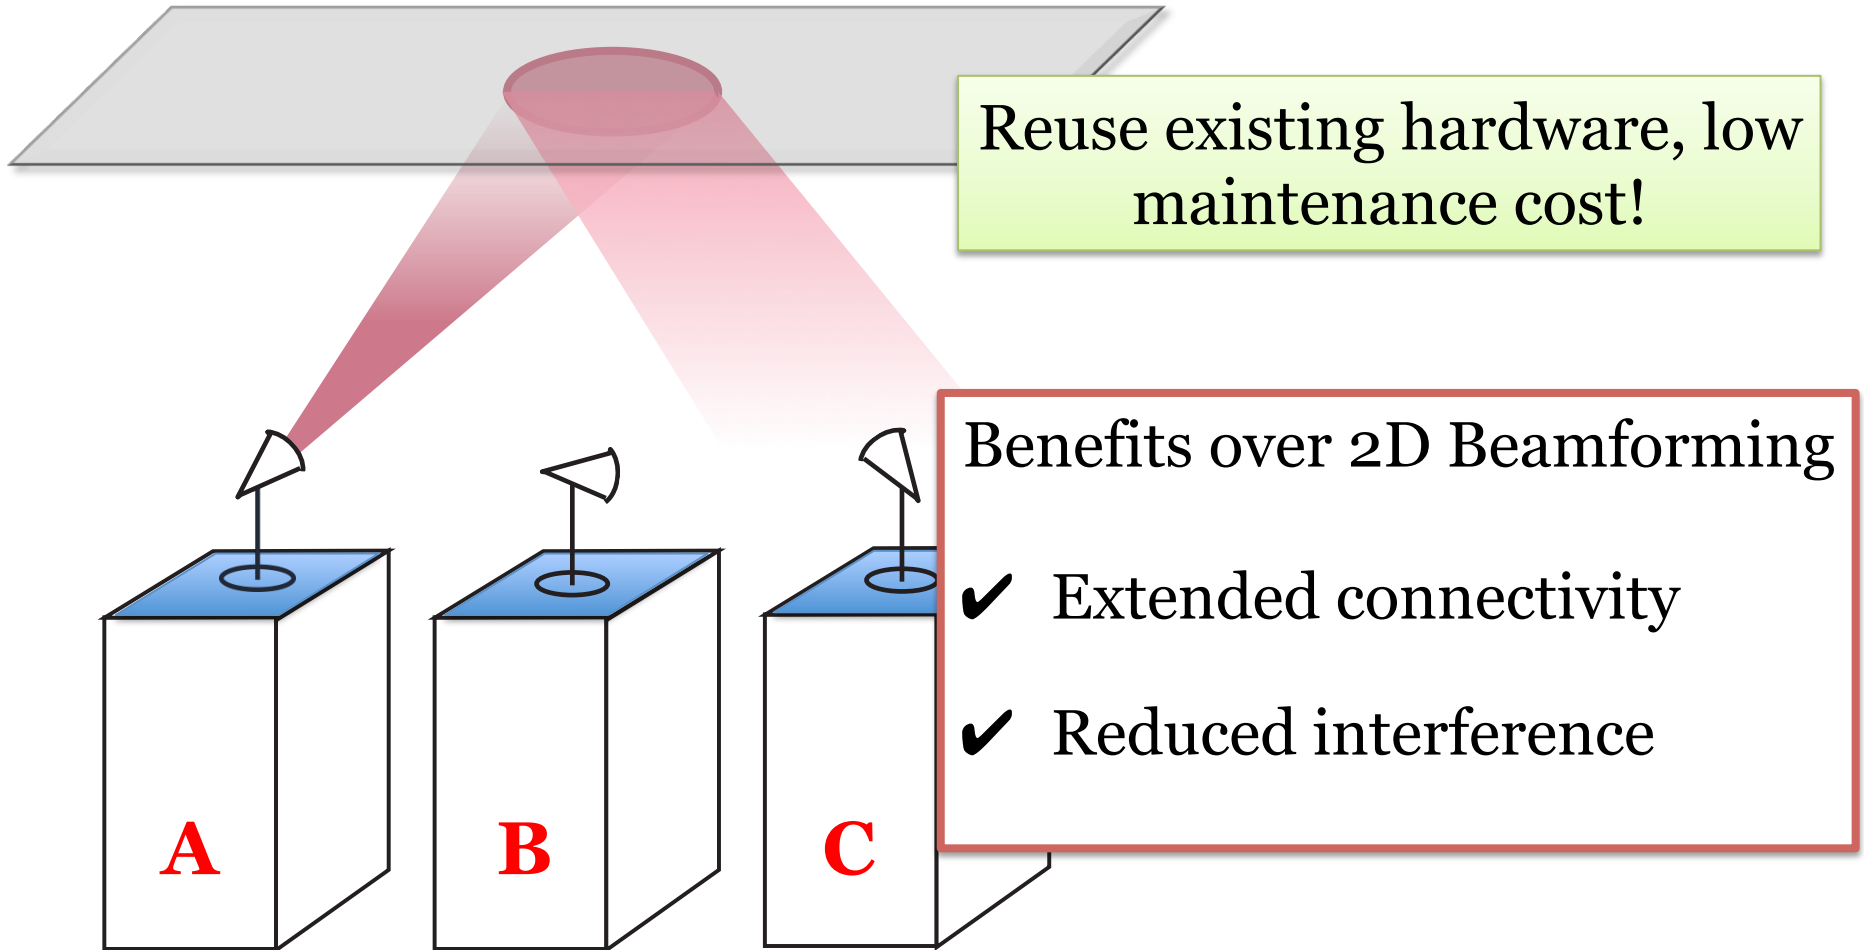 Reuse existing hardware, low
maintenance cost!
Benefits over 2D Beamforming
✔ Extended connectivity
✔ Reduced interference
A
B
C